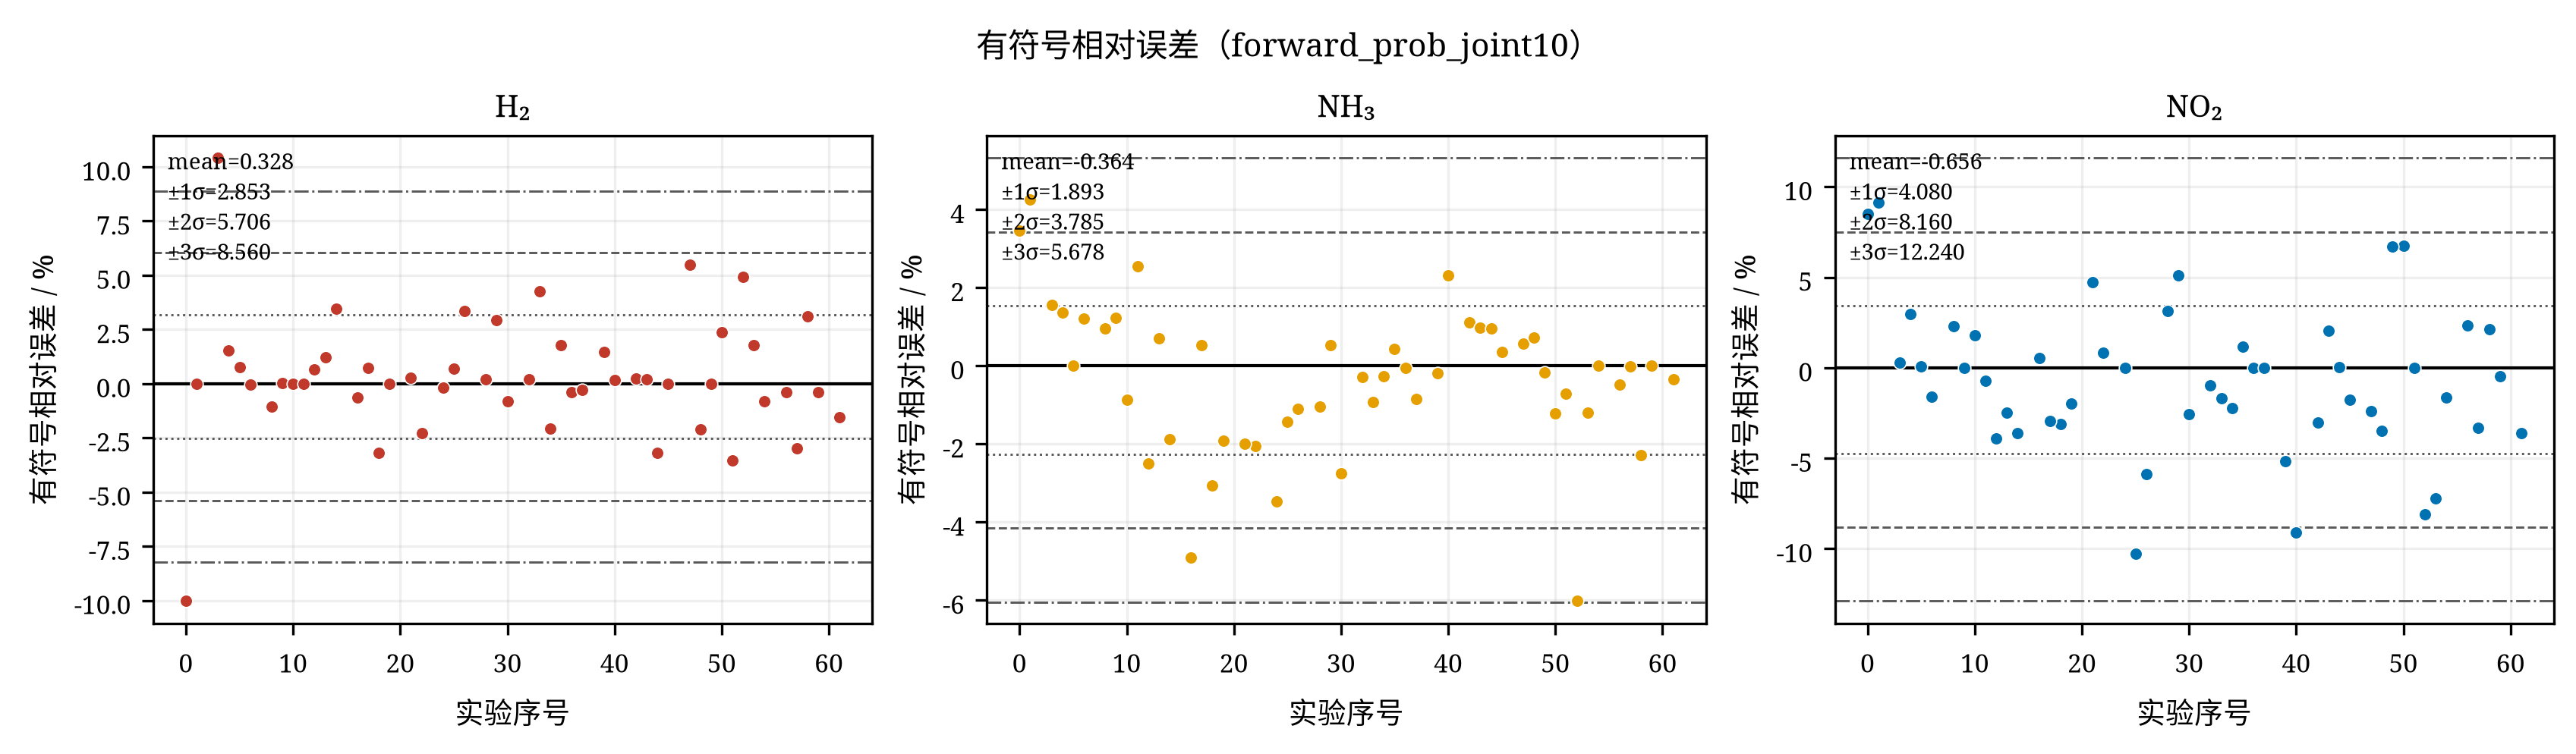 有符号相对误差（forward_prob_joint10）
H₂
mean=0.328
±1σ=2.853
±2σ=5.706
±3σ=8.560
10.0
7.5
5.0
2.5
0.0
-2.5
-5.0
-7.5
-10.0
有符号相对误差 / %
0 10 20 30 40 50 60
实验序号
NH₃
mean=-0.364
±1σ=1.893
±2σ=3.785
±3σ=5.678
4
2
0
-2
-4
-6
有符号相对误差 / %
0 10 20 30 40 50 60
实验序号
NO₂
mean=-0.656
±1σ=4.080
±2σ=8.160
±3σ=12.240
10
5
0
-5
-10
有符号相对误差 / %
0 10 20 30 40 50 60
实验序号